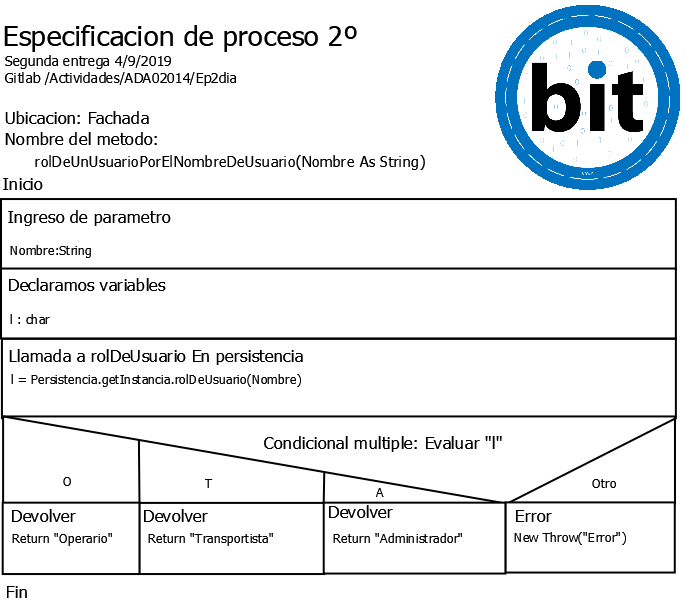 Especificacion de proceso 2º
Segunda entrega 4/9/2019
Gitlab /Actividades/ADA02014/Ep2dia
bit
Ubicacion: Fachada
Nombre del metodo:
rolDeUnUsuarioPorElNombreDeUsuario(Nombre As String)
Inicio
Ingreso de parametro
Nombre:String
Declaramos variables
l : char
Llamada a rolDeUsuario En persistencia
l = Persistencia.getInstancia.rolDeUsuario(Nombre)
Condicional multiple: Evaluar "l"
O
T
A
Otro
Devolver
Return "Operario"
Devolver
Return "Transportista"
Devolver
Return "Administrador"
Error
New Throw("Error")
Fin